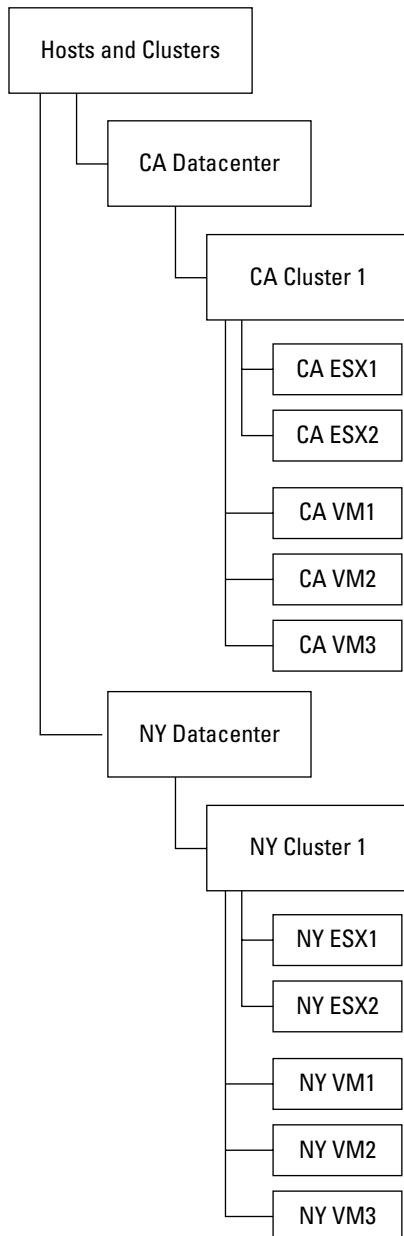 Hosts and Clusters
CA Datacenter
CA Cluster 1
CA ESX1
CA ESX2
CA VM1
CA VM2
CA VM3
NY Datacenter
NY Cluster 1
NY ESX1
NY ESX2
NY VM1
NY VM2
NY VM3